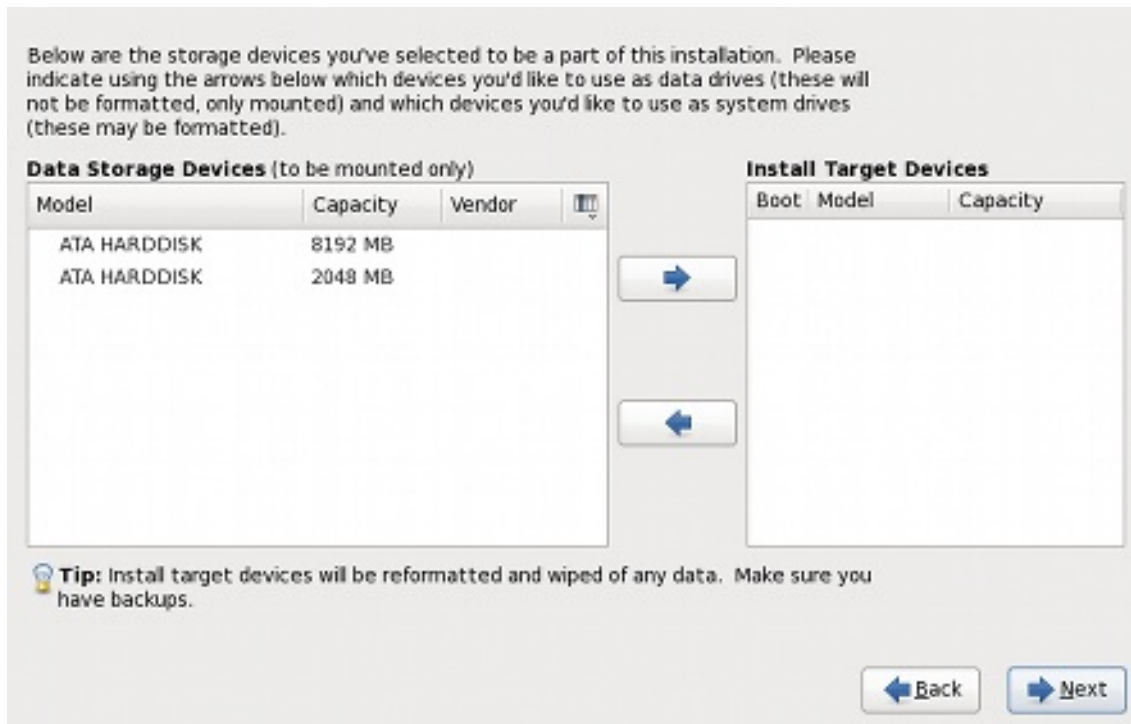 Below are the storage devices you've selected to be a part of this installation. Please
indicate using the arrows below which devices you'd like to use as data drives (these will
not be formatted, only mounted) and which devices you'd like to use as system drives
(these may be formatted).
Data Storage Devices (to be mounted only)
Model Capacity Vendor
ATA HARDDISK 8192 MB
ATA HARDDISK 2048 MB
Install Target Devices
Boot Model Capacity
Tip: Install target devices will be reformatted and wiped of any data. Make sure you
have backups.
Back Next